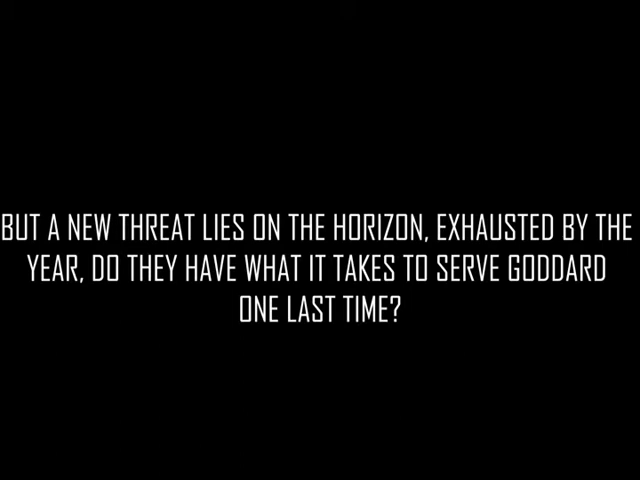 BUT A NEW THREAT LIES ON THE HORIZON, EXHAUSTED BY THE
YEAR, DO THEY HAVE WHAT IT TAKES TO SERVE GODDARD
ONE LAST TIME?